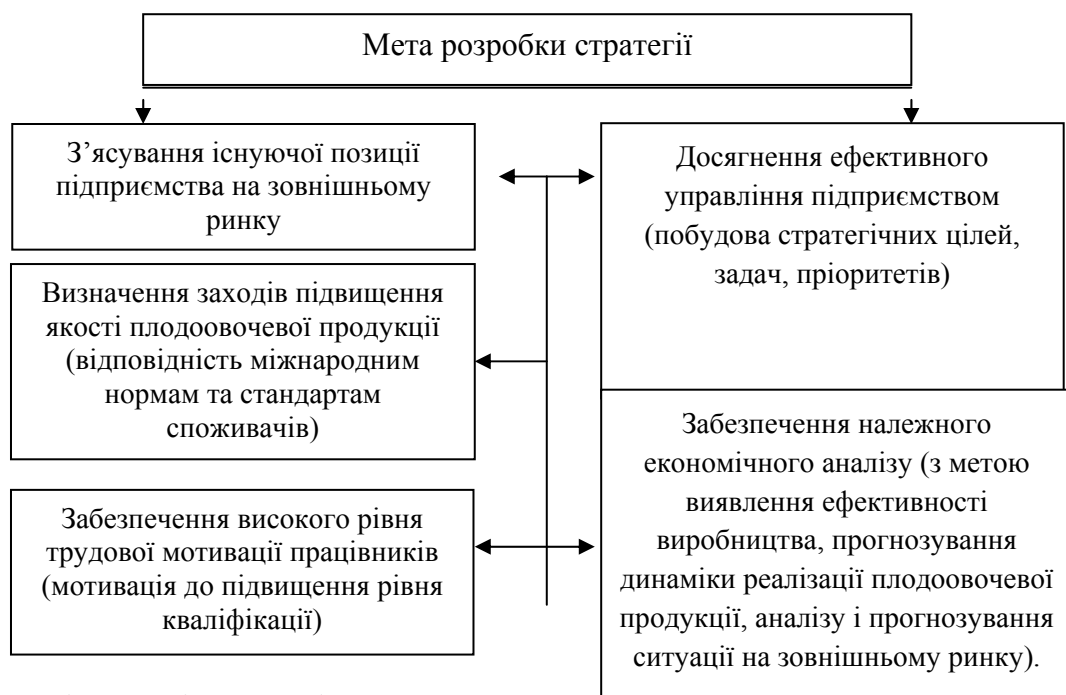 Мета розробки стратегії
З’ясування існуючої позиції
підприємства на зовнішньому
ринку
Визначення заходів підвищення
якості плодоовочевої продукції
(відповідність міжнародним
нормам та стандартам
споживачів)
Забезпечення високого рівня
трудової мотивації працівників
(мотивація до підвищення рівня
кваліфікації)
Досягнення ефективного
управління підприємством
(побудова стратегічних цілей,
задач, пріоритетів)
Забезпечення належного
економічного аналізу (з метою
виявлення ефективності
виробництва, прогнозування
динаміки реалізації плодоовочевої
продукції, аналізу і прогнозування
ситуації на зовнішньому ринку).